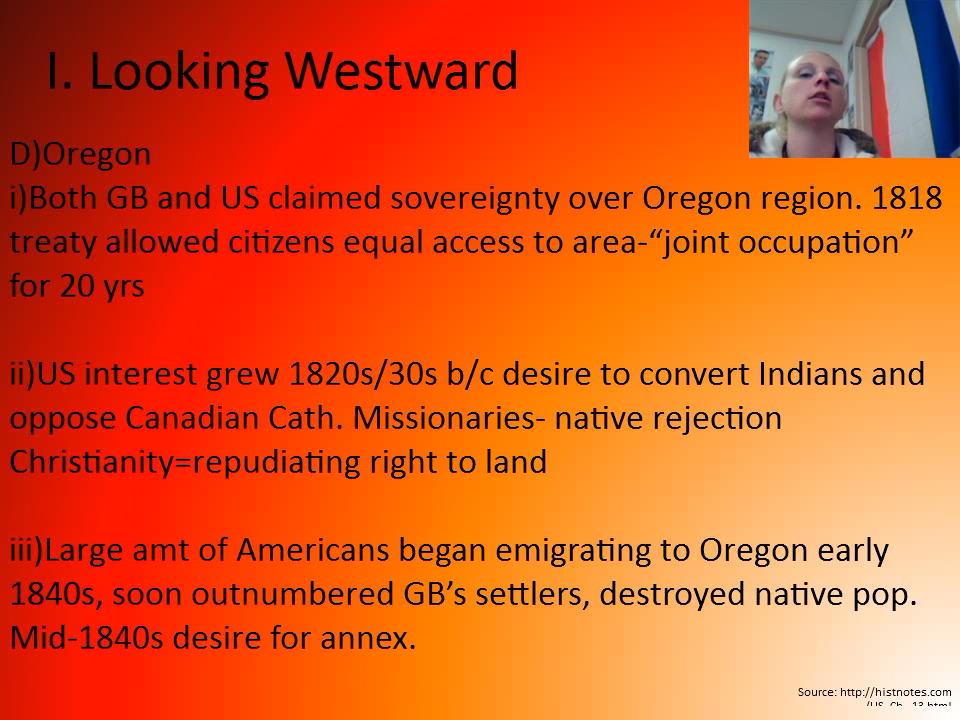 I. Looking Westward
D)Oregon
i)Both GB and US claimed sovereignty over Oregon region. 1818
treaty allowed citizens equal access to area-“joint occupation”
for 20 yrs
ii)US interest grew 1820s/30s b/c desire to convert Indians and
oppose Canadian Cath. Missionaries- native rejection
Christianity=repudiating right to land
iii)Large amt of Americans began emigrating to Oregon early
1840s, soon outnumbered GB’s settlers, destroyed native pop.
Mid-1840s desire for annex.
Source: http://histnotes.com